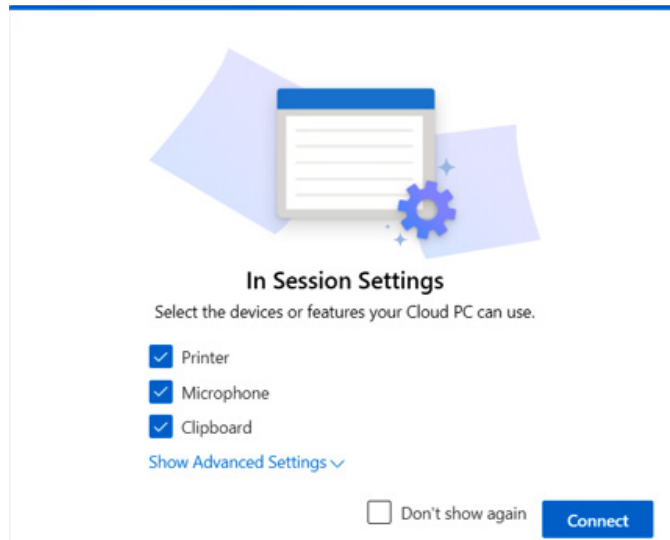 In Session Settings
Select the devices or features your Cloud PC can use.
Printer
Microphone
Clipboard
Show Advanced Settings
Don't show again
Connect